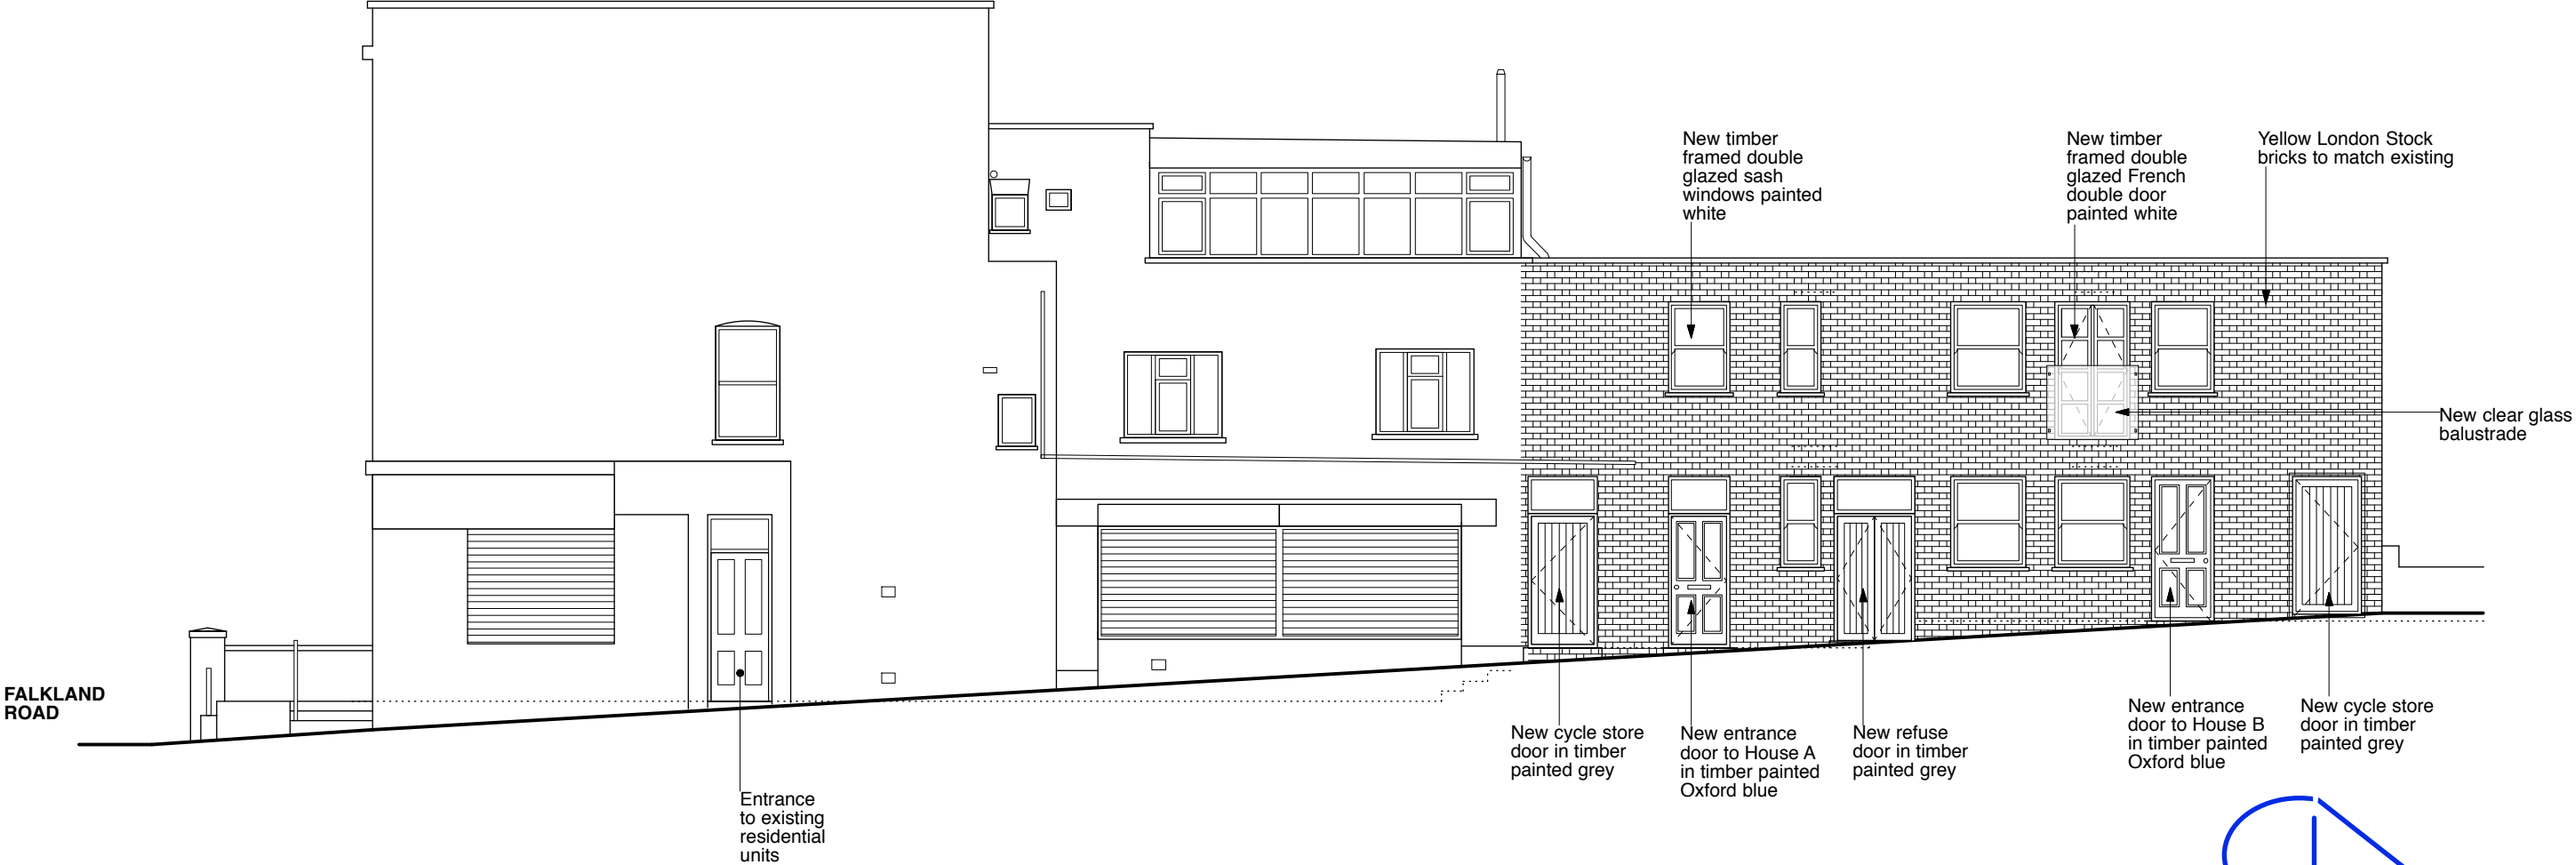 New timber
framed double
glazed sash
windows painted
white
New timber
framed double
glazed French
double door
painted white
Yellow London Stock
bricks to match existing
New clear glass
balustrade
FALKLAND
ROAD
Entrance
to existing
residential
units
New cycle store
door in timber
painted grey
New entrance
door to House A
in timber painted
Oxford blue
New refuse
door in timber
painted grey
New entrance
door to House B
in timber painted
Oxford blue
New cycle store
door in timber
painted grey